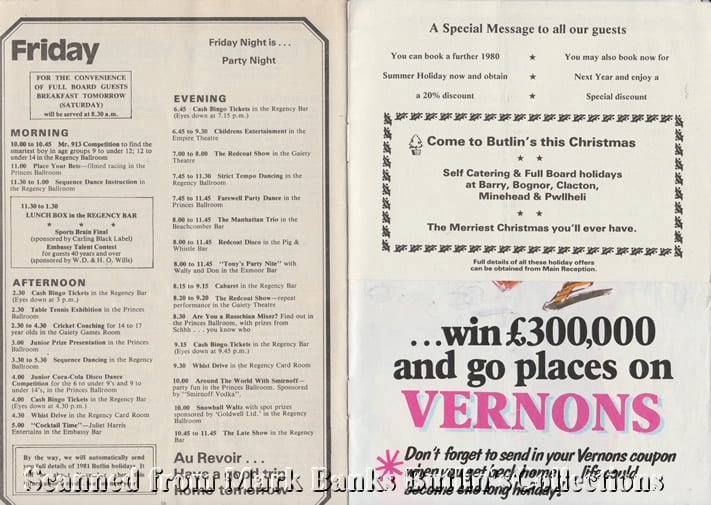 Friday
Friday Night is . . .
Party Night
FOR THE CONVENIENCE
OF FULL BOARD GUESTS
BREAKFAST TOMORROW
(SATURDAY)
will be served at 8.30 a.m.
MORNING
10.00 to 10.45 Mr. 913 Competition to find the
smartest boy in age groups 9 to under 12; 12 to
under 14 in the Regency Ballroom
11.00 Place Your Bets—filmed racing in the
Princes Ballroom
11.30 to 1.00 Sequence Dance Instruction in
the Regency Ballroom
11.30 to 1.30
LUNCH BOX in the REGENCY BAR
★
Sports Brain Final
(sponsored by Carling Black Label)
Embassy Talent Contest
for guests 40 years and over
(sponsored by W.D. & H.O. Wills)
AFTERNOON
2.30 Cash Bingo Tickets in the Regency Bar
(Eyes down at 3 p.m.)
2.30 Table Tennis Exhibition in the Princes
Ballroom
2.30 to 4.30 Cricket Coaching for 14 to 17
year olds in the Gaiety Games Room
3.00 Junior Prize Presentation in the Princes
Ballroom
3.30 to 5.30 Sequence Dancing in the Regency
Ballroom
4.00 Junior Coca-Cola Disco Dance
Competition for the 6 to under 9's and 9 to
under 14's, in the Princes Ballroom
4.00 Cash Bingo Tickets in the Regency Bar
(Eyes down at 4.30 p.m.)
4.30 Whist Drive in the Regency Card Room
5.00 "Cocktail Time"—Juliet Harris
Entertains in the Embassy Bar
By the way, we will automatically send
full details of 1981 Butlin holidays. It
EVENING
6.45 Cash Bingo Tickets in the Regency Bar
(Eyes down at 7.15 p.m.)
6.45 to 9.30 Childrens Entertainment in the
Empire Theatre
7.00 to 8.00 The Redcoat Show in the Gaiety
Theatre
7.45 to 11.30 Strict Tempo Dancing in the
Regency Ballroom
7.45 to 11.45 Farewell Party Dance in the
Princes Ballroom
8.00 to 11.45 The Manhattan Trio in the
Beachcomber Bar
8.00 to 11.45 Redcoat Disco in the Pig &
Whistle Bar
8.00 to 11.45 "Tony's Party Nite" with
Wally and Don in the Exmoor Bar
8.15 to 9.15 Cabaret in the Regency Bar
8.20 to 9.20 The Redcoat Show—repeat
performance in the Gaiety Theatre
8.30 Are You a Russchian Mixer? Find out in
the Princes Ballroom, with prizes from
Schhh . . . you know who
9.15 Cash Bingo Tickets in the Regency Bar
(Eyes down at 9.45 p.m.)
9.30 Whist Drive in the Regency Card Room
10.00 Around The World With Smirnoff—
party fun in the Princes Ballroom. Sponsored
by "Smirnoff Vodka".
10.00 Snowball Waltz with spot prizes
sponsored by 'Goldwell Ltd.' in the Regency
Ballroom
10.45 to 11.45 The Late Show in the Regency
Bar
Au Revoir . . .
Have a good trip
home tomorrow
A Special Message to all our guests
You can book a further 1980 ★ You may also book now for
Summer Holiday now and obtain ★ Next Year and enjoy a
a 20% discount ★ Special discount
Come to Butlin's this Christmas
★ ★
Self Catering & Full Board holidays
at Barry, Bognor, Clacton,
Minehead & Pwllheli
★ ★
The Merriest Christmas you'll ever have.
Full details of all these holiday offers
can be obtained from Main Reception.
...win £300,000
and go places on
VERNONS
Don't forget to send in your Vernons coupon
when you get back home... life could
become one long holiday!
Scanned from Mark Banks Butlin Collections